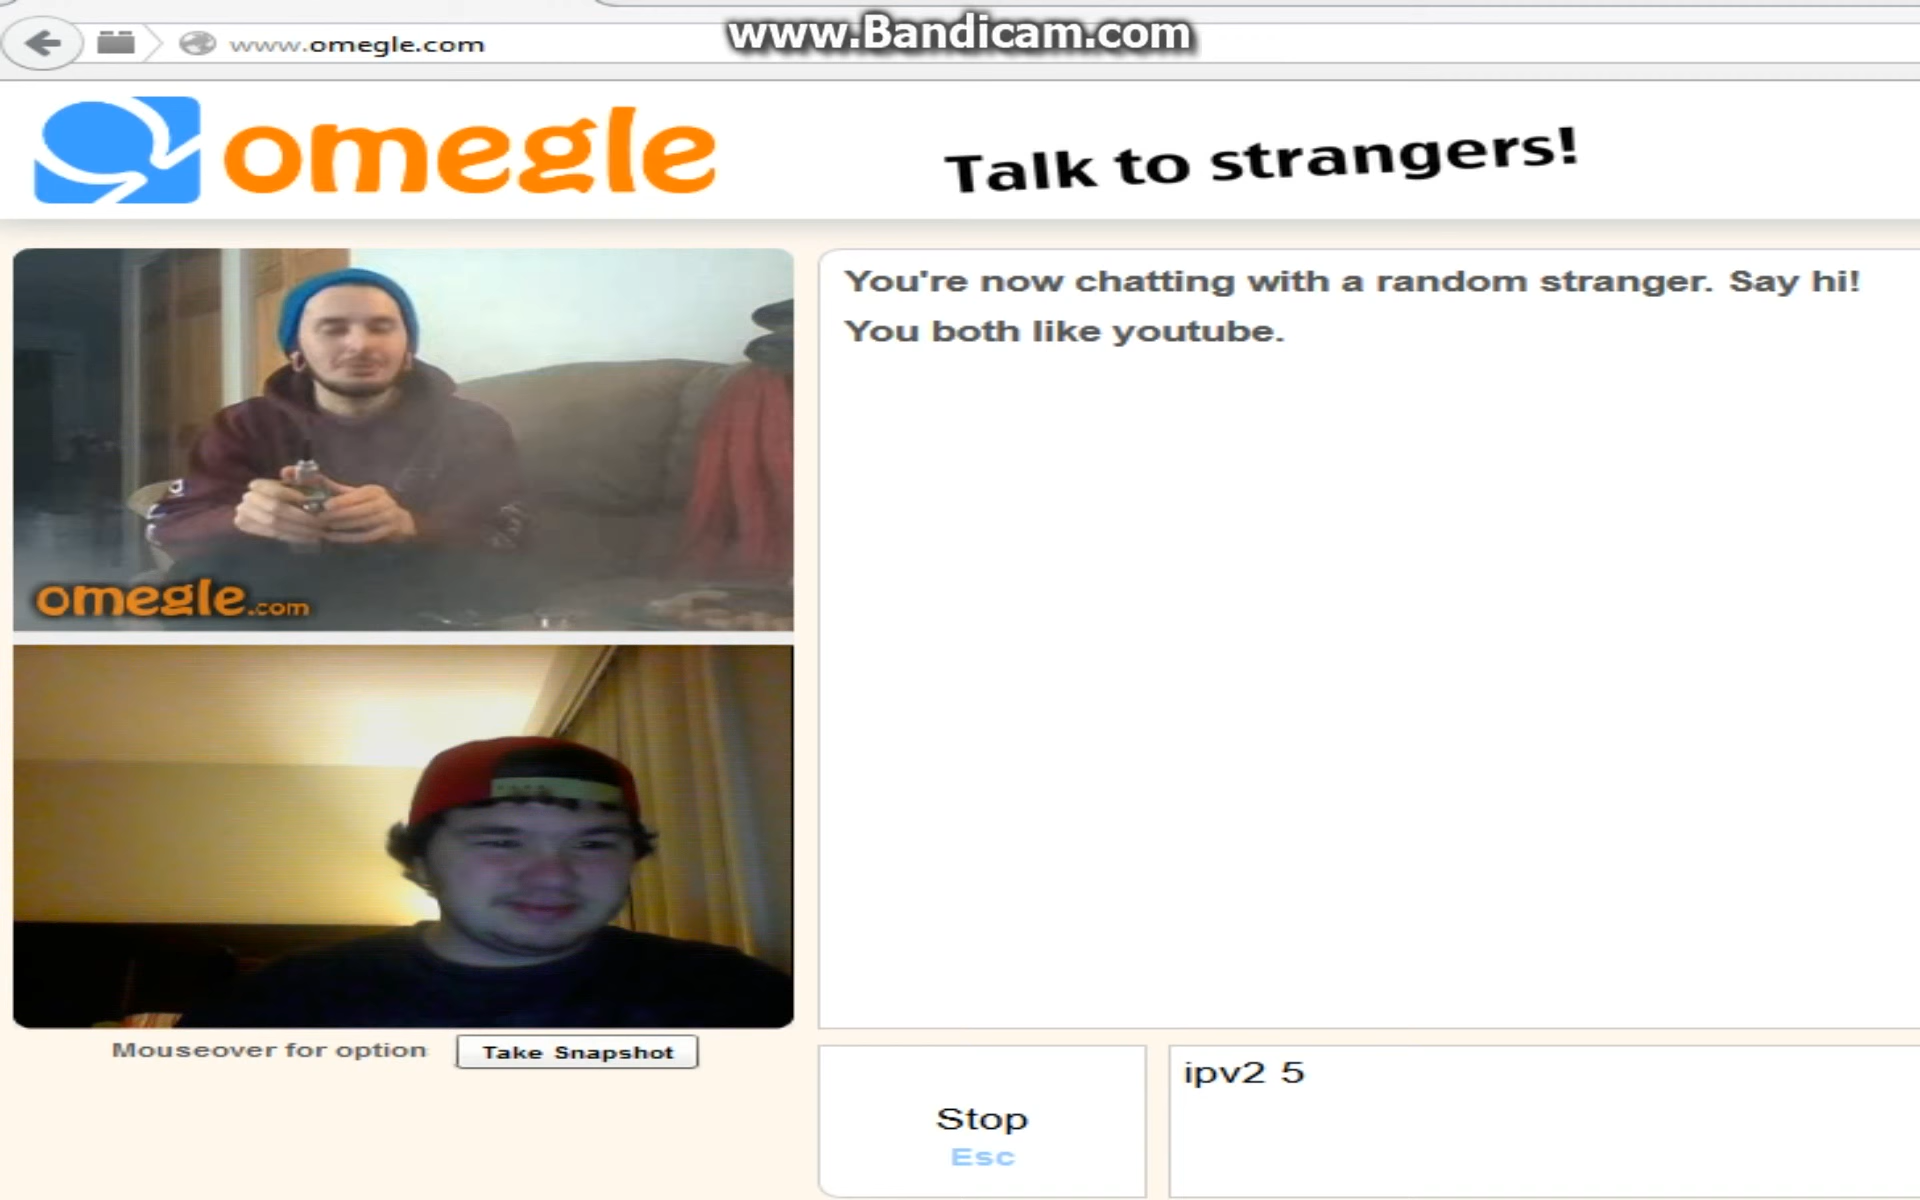 www.Bandicam.com
www.omegle.com
omegle
Talk to strangers!
You're now chatting with a random stranger. Say hi!
You both like youtube.
omegle.com
Mouseover for option
Take Snapshot
Stop
Esc
ipv2 5